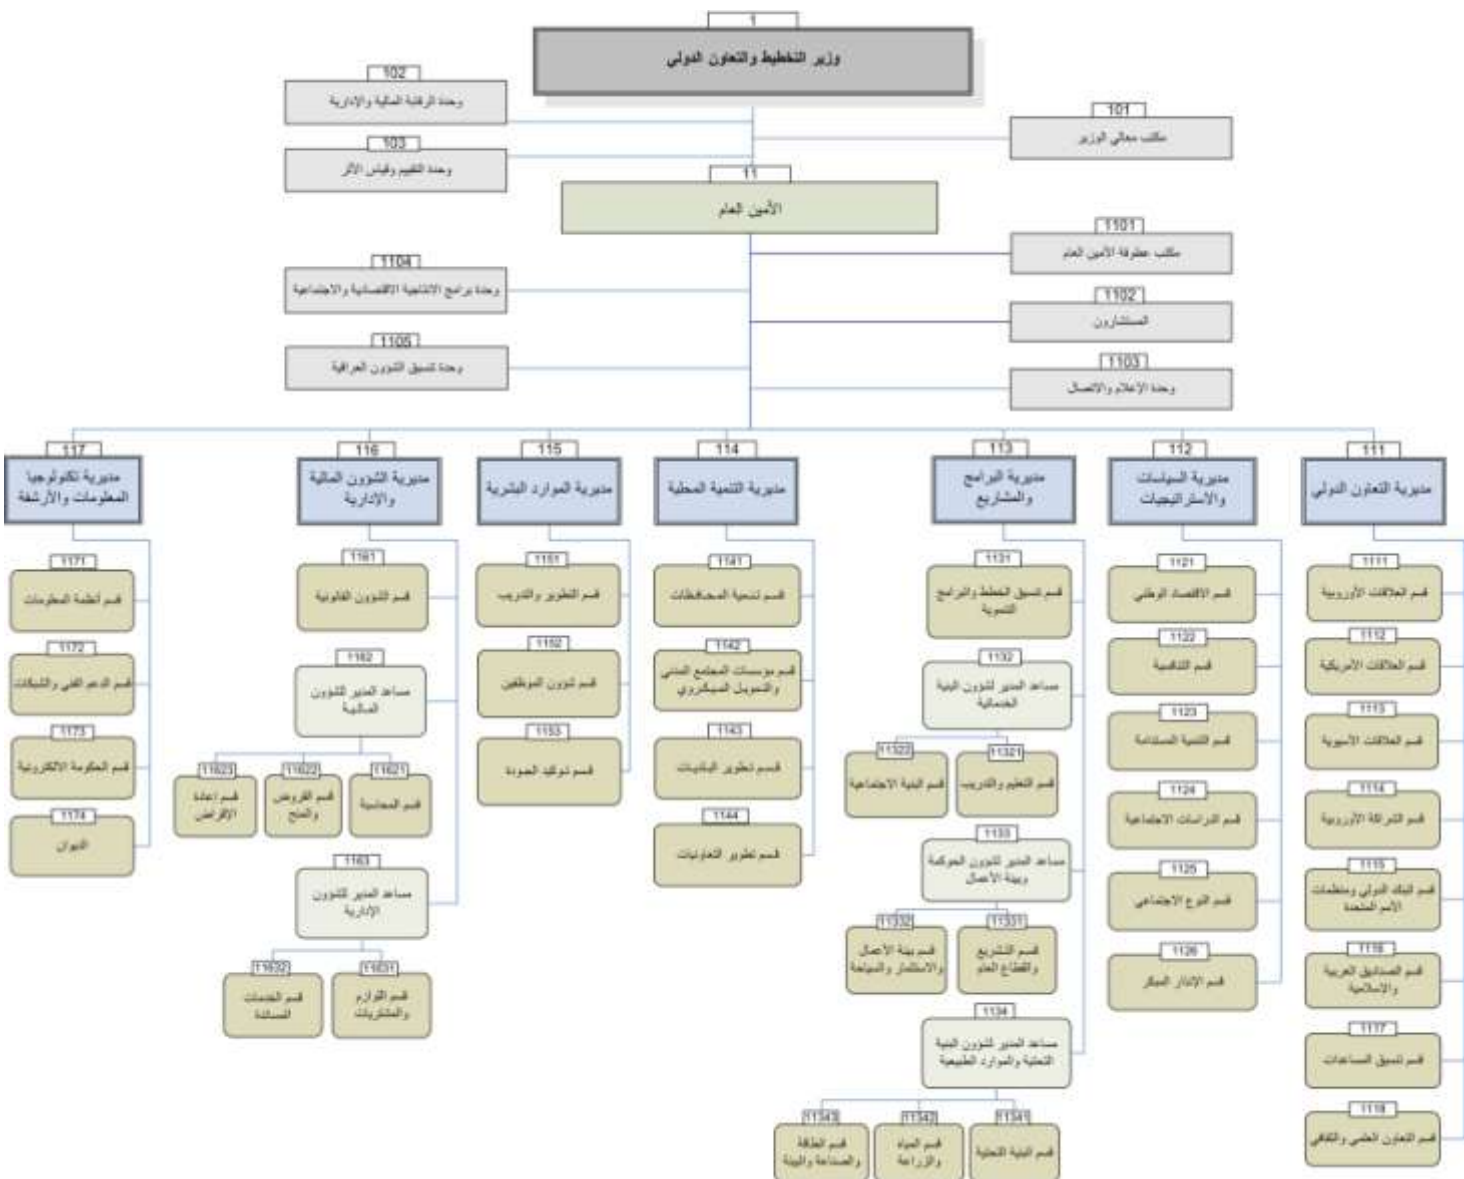 1
وزير التخطيط والتعاون الدولي
102
وحدة الرقابة المالية والإدارية
101
مكتب معالي الوزير
103
وحدة التقييم وقياس الأثر
11
الأمين العام
1101
مكتب عطوفة الأمين العام
1104
وحدة برامج الانتاجية الاقتصادية والاجتماعية
1102
المستشارون
1105
وحدة تنسيق الشؤون العراقية
1103
وحدة الإعلام والاتصال
111
مديرية التعاون الدولي
1111
قسم العلاقات الأوروبية
1112
قسم العلاقات الأمريكية
1113
قسم العلاقات الآسيوية
1114
قسم الشراكة الأوروبية
1115
قسم البنك الدولي ومنظمات
الأمم المتحدة
1116
قسم الصناديق العربية
والإسلامية
1117
قسم تنسيق المساعدات
1118
قسم التعاون العلمي والثقافي
112
مديرية السياسات
والاستراتيجيات
1121
قسم الاقتصاد الوطني
1122
قسم التنافسية
1123
قسم التنمية المستدامة
1124
قسم الدراسات الاجتماعية
1125
قسم النوع الاجتماعي
1126
قسم الإنذار المبكر
113
مديرية البرامج
والمشاريع
1131
قسم تنسيق الخطط والبرامج
التنموية
1132
مساعد المدير لشؤون البنية
الخدماتية
11321
قسم التعليم والتدريب
11322
قسم البنية الاجتماعية
1133
مساعد المدير لشؤون الحوكمة
وبيئة الأعمال
11331
قسم التشريع
والقطاع العام
11332
قسم بيئة الأعمال
والاستثمار والسياحة
1134
مساعد المدير لشؤون البنية
التحتية والموارد الطبيعية
11341
قسم البنية التحتية
11342
قسم المياه
والزراعة
11343
قسم الطاقة
والصناعة والبيئة
114
مديرية التنمية المحلية
1141
قسم تنمية المحافظات
1142
قسم مؤسسات المجتمع المدني
والتمويل الميكروي
1143
قسم تطوير البلديات
1144
قسم تطوير التعاونيات
115
مديرية الموارد البشرية
1151
قسم التطوير والتدريب
1152
قسم شؤون الموظفين
1153
قسم توكيد الجودة
116
مديرية الشؤون المالية
والإدارية
1161
قسم الشؤون القانونية
1162
مساعد المدير للشؤون
المالية
11621
قسم المحاسبة
11622
قسم القروض
والمنح
11623
قسم اعادة
الإقراض
1163
مساعد المدير للشؤون
الإدارية
11631
قسم اللوازم
والمشتريات
11632
قسم الخدمات
المساندة
117
مديرية تكنولوجيا
المعلومات والأرشفة
1171
قسم أنظمة المعلومات
1172
قسم الدعم الفني والشبكات
1173
قسم الحكومة الالكترونية
1174
الديوان